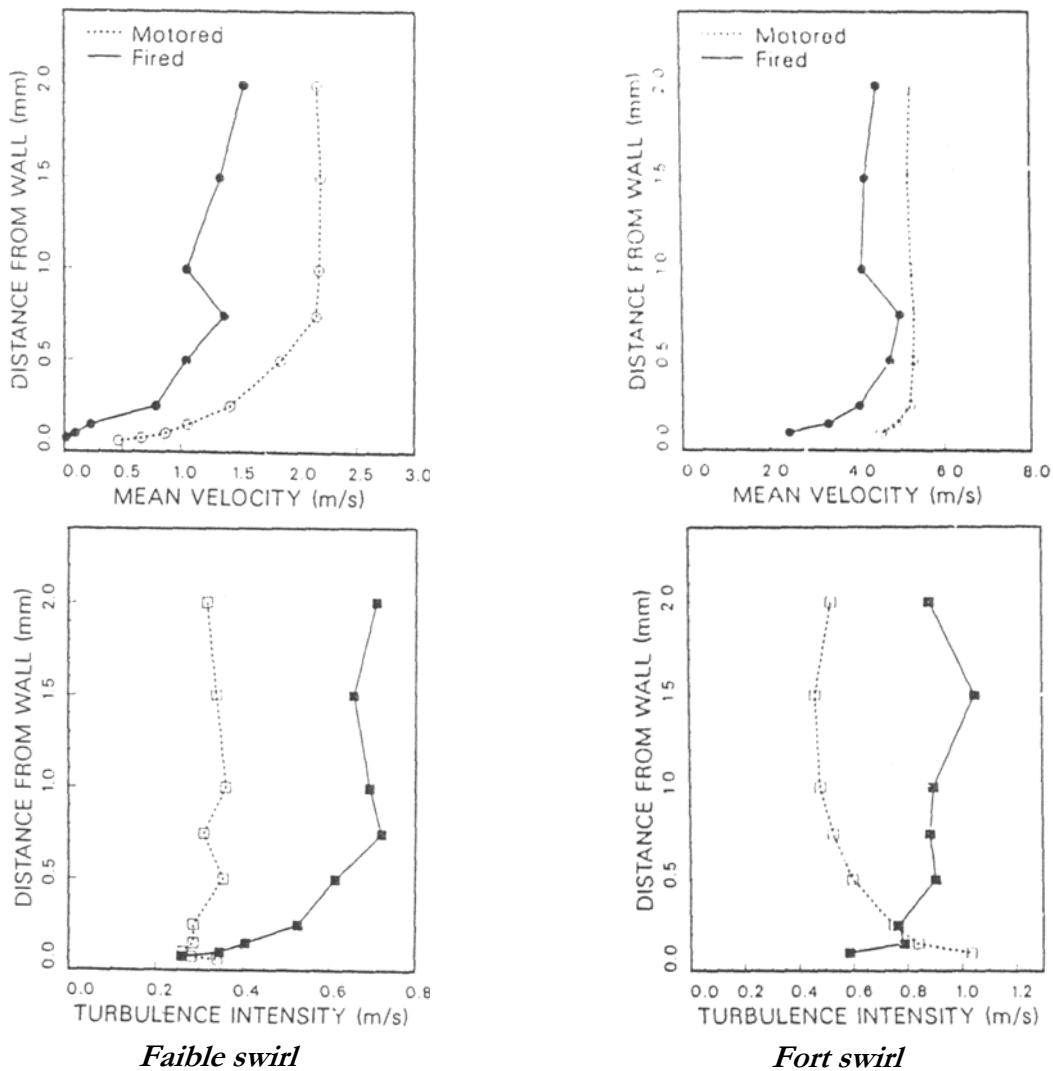 Motored
Fired
DISTANCE FROM WALL (mm)
2.0
1.5
1.0
0.5
0.0
0.0 0.5 1.0 1.5 2.0 2.5 3.0
MEAN VELOCITY (m/s)
Motored
Fired
DISTANCE FROM WALL (mm)
2.0
1.5
1.0
0.5
0.0
0.0 2.0 4.0 6.0 8.0
MEAN VELOCITY (m/s)
DISTANCE FROM WALL (mm)
2.0
1.5
1.0
0.5
0.0
0.0 0.2 0.4 0.6 0.8
TURBULENCE INTENSITY (m/s)
Faible swirl
DISTANCE FROM WALL (mm)
2.0
1.5
1.0
0.5
0.0
0.0 0.2 0.4 0.6 0.8 1.0 1.2
TURBULENCE INTENSITY (m/s)
Fort swirl